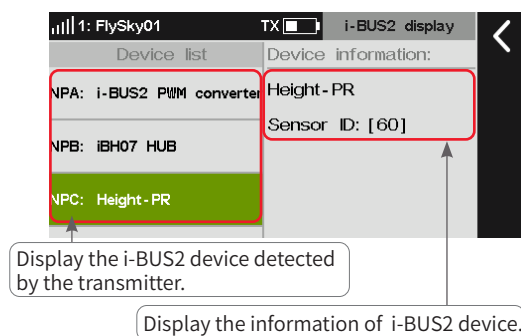 1: FlySky01 TX i-BUS2 display
Device list
Device information:
NPA: i-BUS2 PWM converter
Height-PR
Sensor ID: [60]
NPB: iBH07 HUB
NPC: Height-PR
Display the i-BUS2 device detected
by the transmitter.
Display the information of i-BUS2 device.